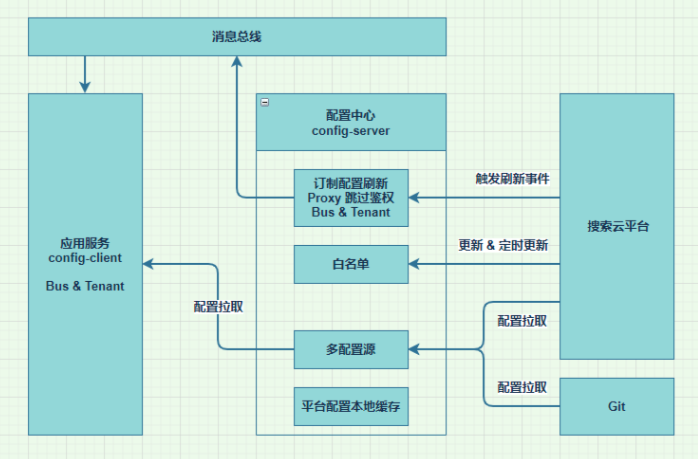 消息总线
配置中心
config-server
订制配置刷新
Proxy 跳过鉴权
Bus & Tenant
触发刷新事件
搜索云平台
应用服务
config-client
Bus & Tenant
白名单
更新 & 定时更新
配置拉取
多配置源
配置拉取
配置拉取
平台配置本地缓存
Git